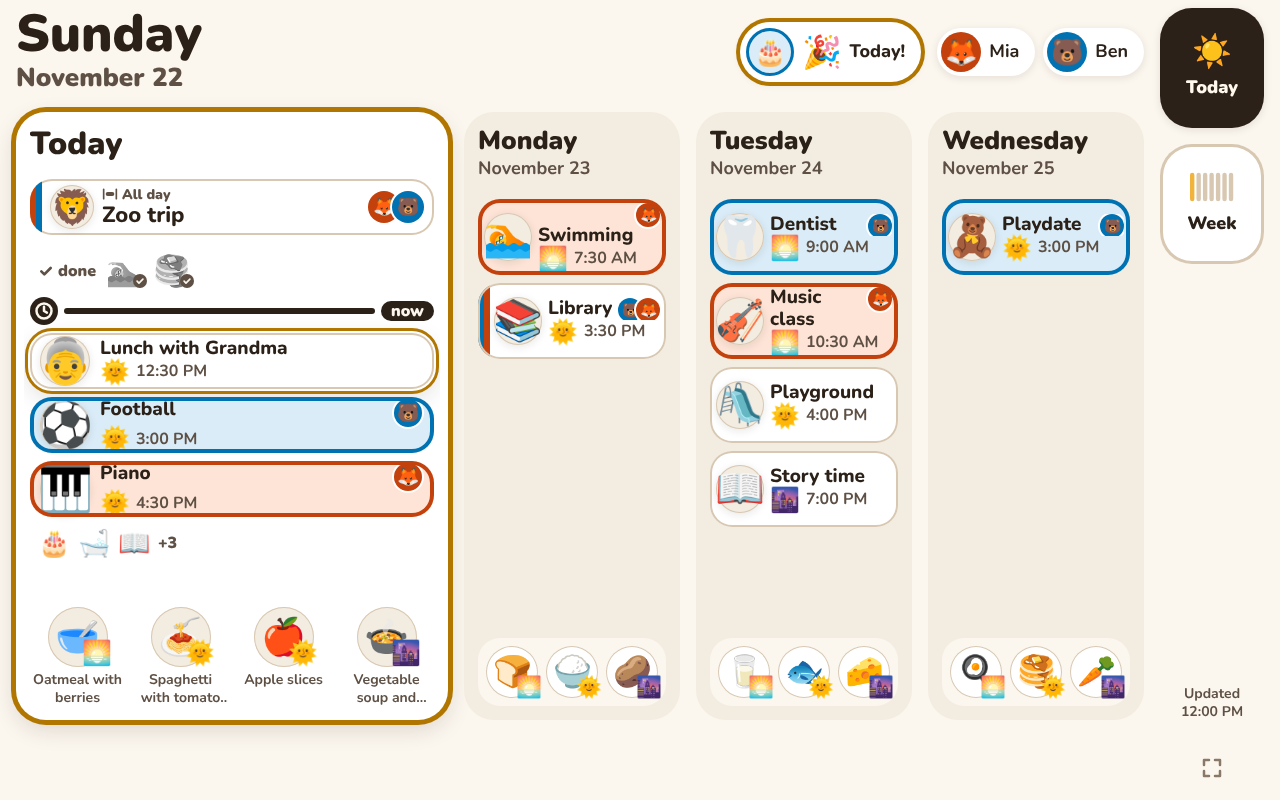 Sunday
November 22
Today!
Mia
Ben
Today
Week
Today
All day
Zoo trip
done
now
Lunch with Grandma
12:30 PM
Football
3:00 PM
Piano
4:30 PM
+3
Oatmeal with
berries
Spaghetti
with tomato..
Apple slices
Vegetable
soup and...
Monday
November 23
Swimming
7:30 AM
Library
3:30 PM
Tuesday
November 24
Dentist
9:00 AM
Music
class
10:30 AM
Playground
4:00 PM
Story time
7:00 PM
Wednesday
November 25
Playdate
3:00 PM
Updated
12:00 PM